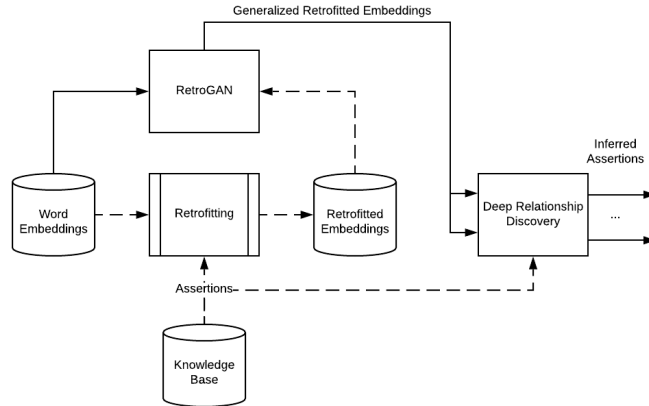 Generalized Retrofitted Embeddings
RetroGAN
Inferred
Assertions
Word
Embeddings
Retrofitting
Retrofitted
Embeddings
Deep Relationship
Discovery
...
Assertions
Knowledge
Base